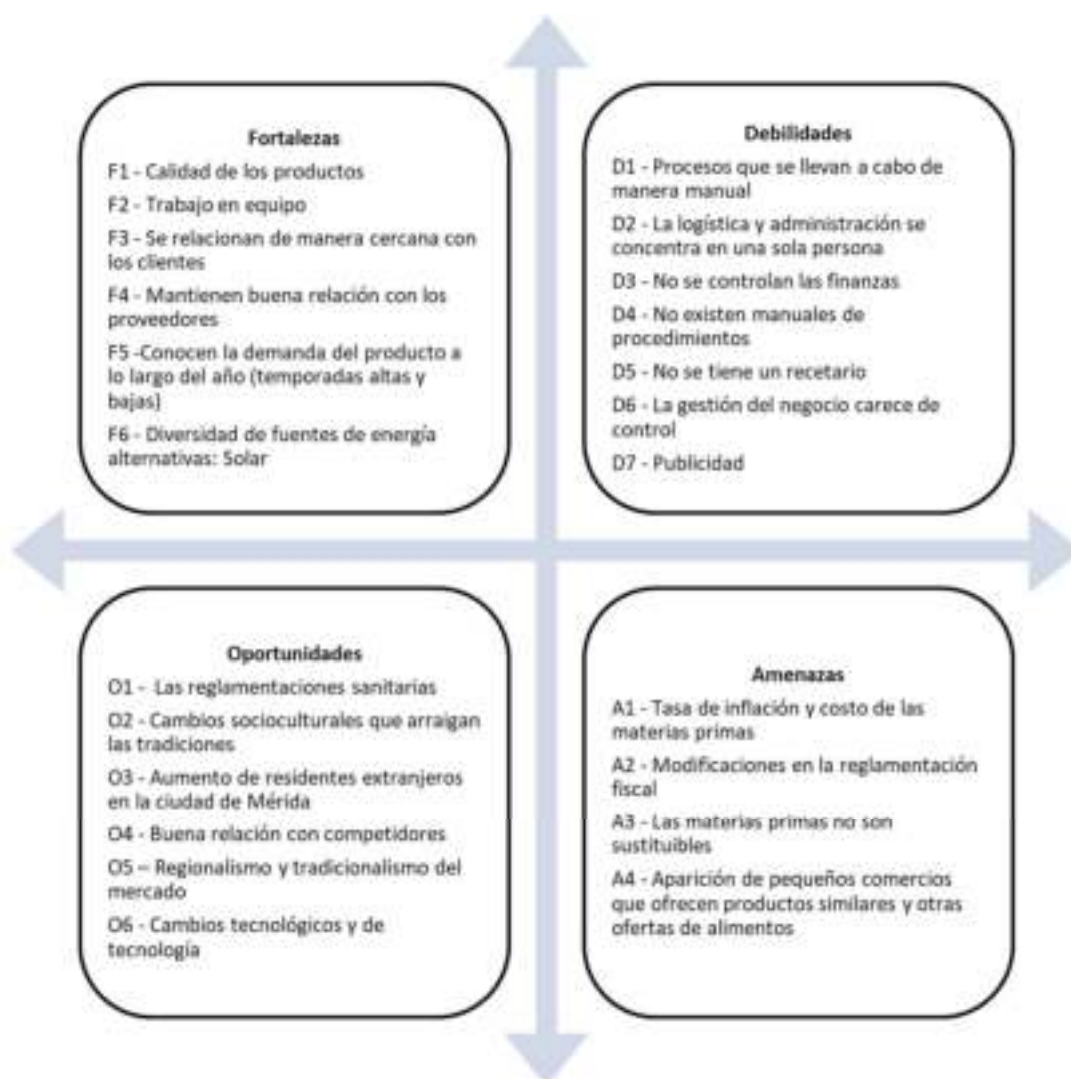 Fortalezas
F1 - Calidad de los productos
F2 - Trabajo en equipo
F3 - Se relacionan de manera cercana con
los clientes
F4 - Mantienen buena relación con los
proveedores
F5 -Conocen la demanda del producto a
lo largo del año (temporadas altas y
bajas)
F6 - Diversidad de fuentes de energía
alternativas: Solar
Debilidades
D1 - Procesos que se llevan a cabo de
manera manual
D2 - La logística y administración se
concentra en una sola persona
D3 - No se controlan las finanzas
D4 - No existen manuales de
procedimientos
D5 - No se tiene un recetario
D6 - La gestión del negocio carece de
control
D7 - Publicidad
Oportunidades
O1 - Las reglamentaciones sanitarias
O2 - Cambios socioculturales que arraigan
las tradiciones
O3 - Aumento de residentes extranjeros
en la ciudad de Mérida
O4 - Buena relación con competidores
O5 – Regionalismo y tradicionalismo del
mercado
O6 - Cambios tecnológicos y de
tecnología
Amenazas
A1 - Tasa de inflación y costo de las
materias primas
A2 - Modificaciones en la reglamentación
fiscal
A3 - Las materias primas no son
sustituibles
A4 - Aparición de pequeños comercios
que ofrecen productos similares y otras
ofertas de alimentos